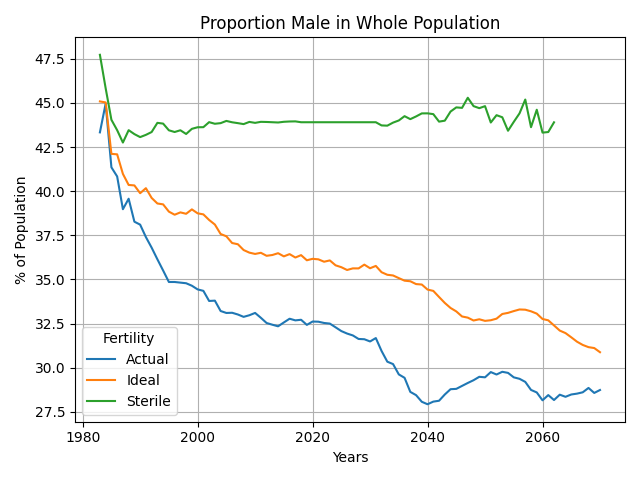 Proportion Male in Whole Population
% of Population
47.5
45.0
42.5
40.0
37.5
35.0
32.5
30.0
27.5
Fertility
Actual
Ideal
Sterile
1980
2000
2020
2040
2060
Years